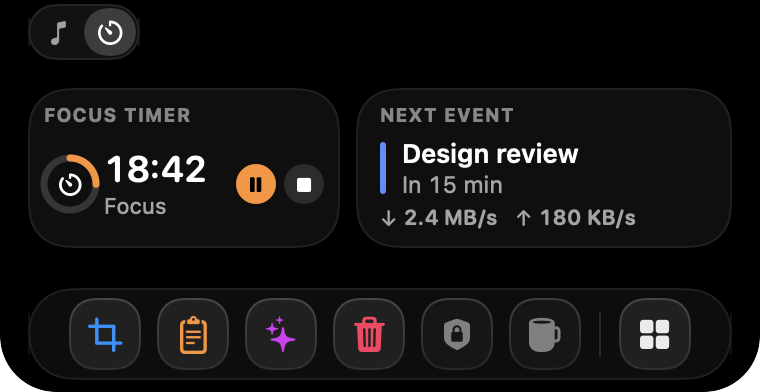 FOCUS TIMER
18:42
Focus
NEXT EVENT
Design review
In 15 min
↓ 2.4 MB/s ↑ 180 KB/s